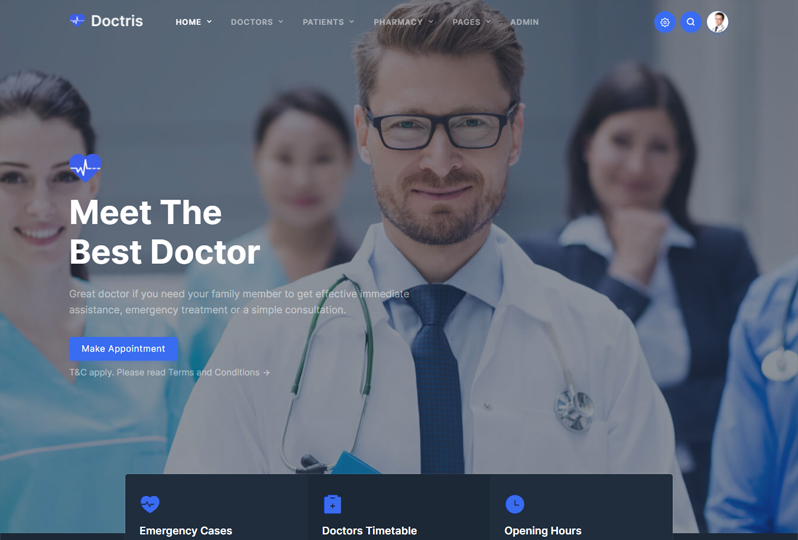 Doctris
HOME
DOCTORS
PATIENTS
PHARMACY
PAGES
ADMIN
Meet The
Best Doctor
Great doctor if you need your family member to get effective immediate
assistance, emergency treatment or a simple consultation.
Make Appointment
T&C apply. Please read Terms and Conditions →
Emergency Cases
Doctors Timetable
Opening Hours